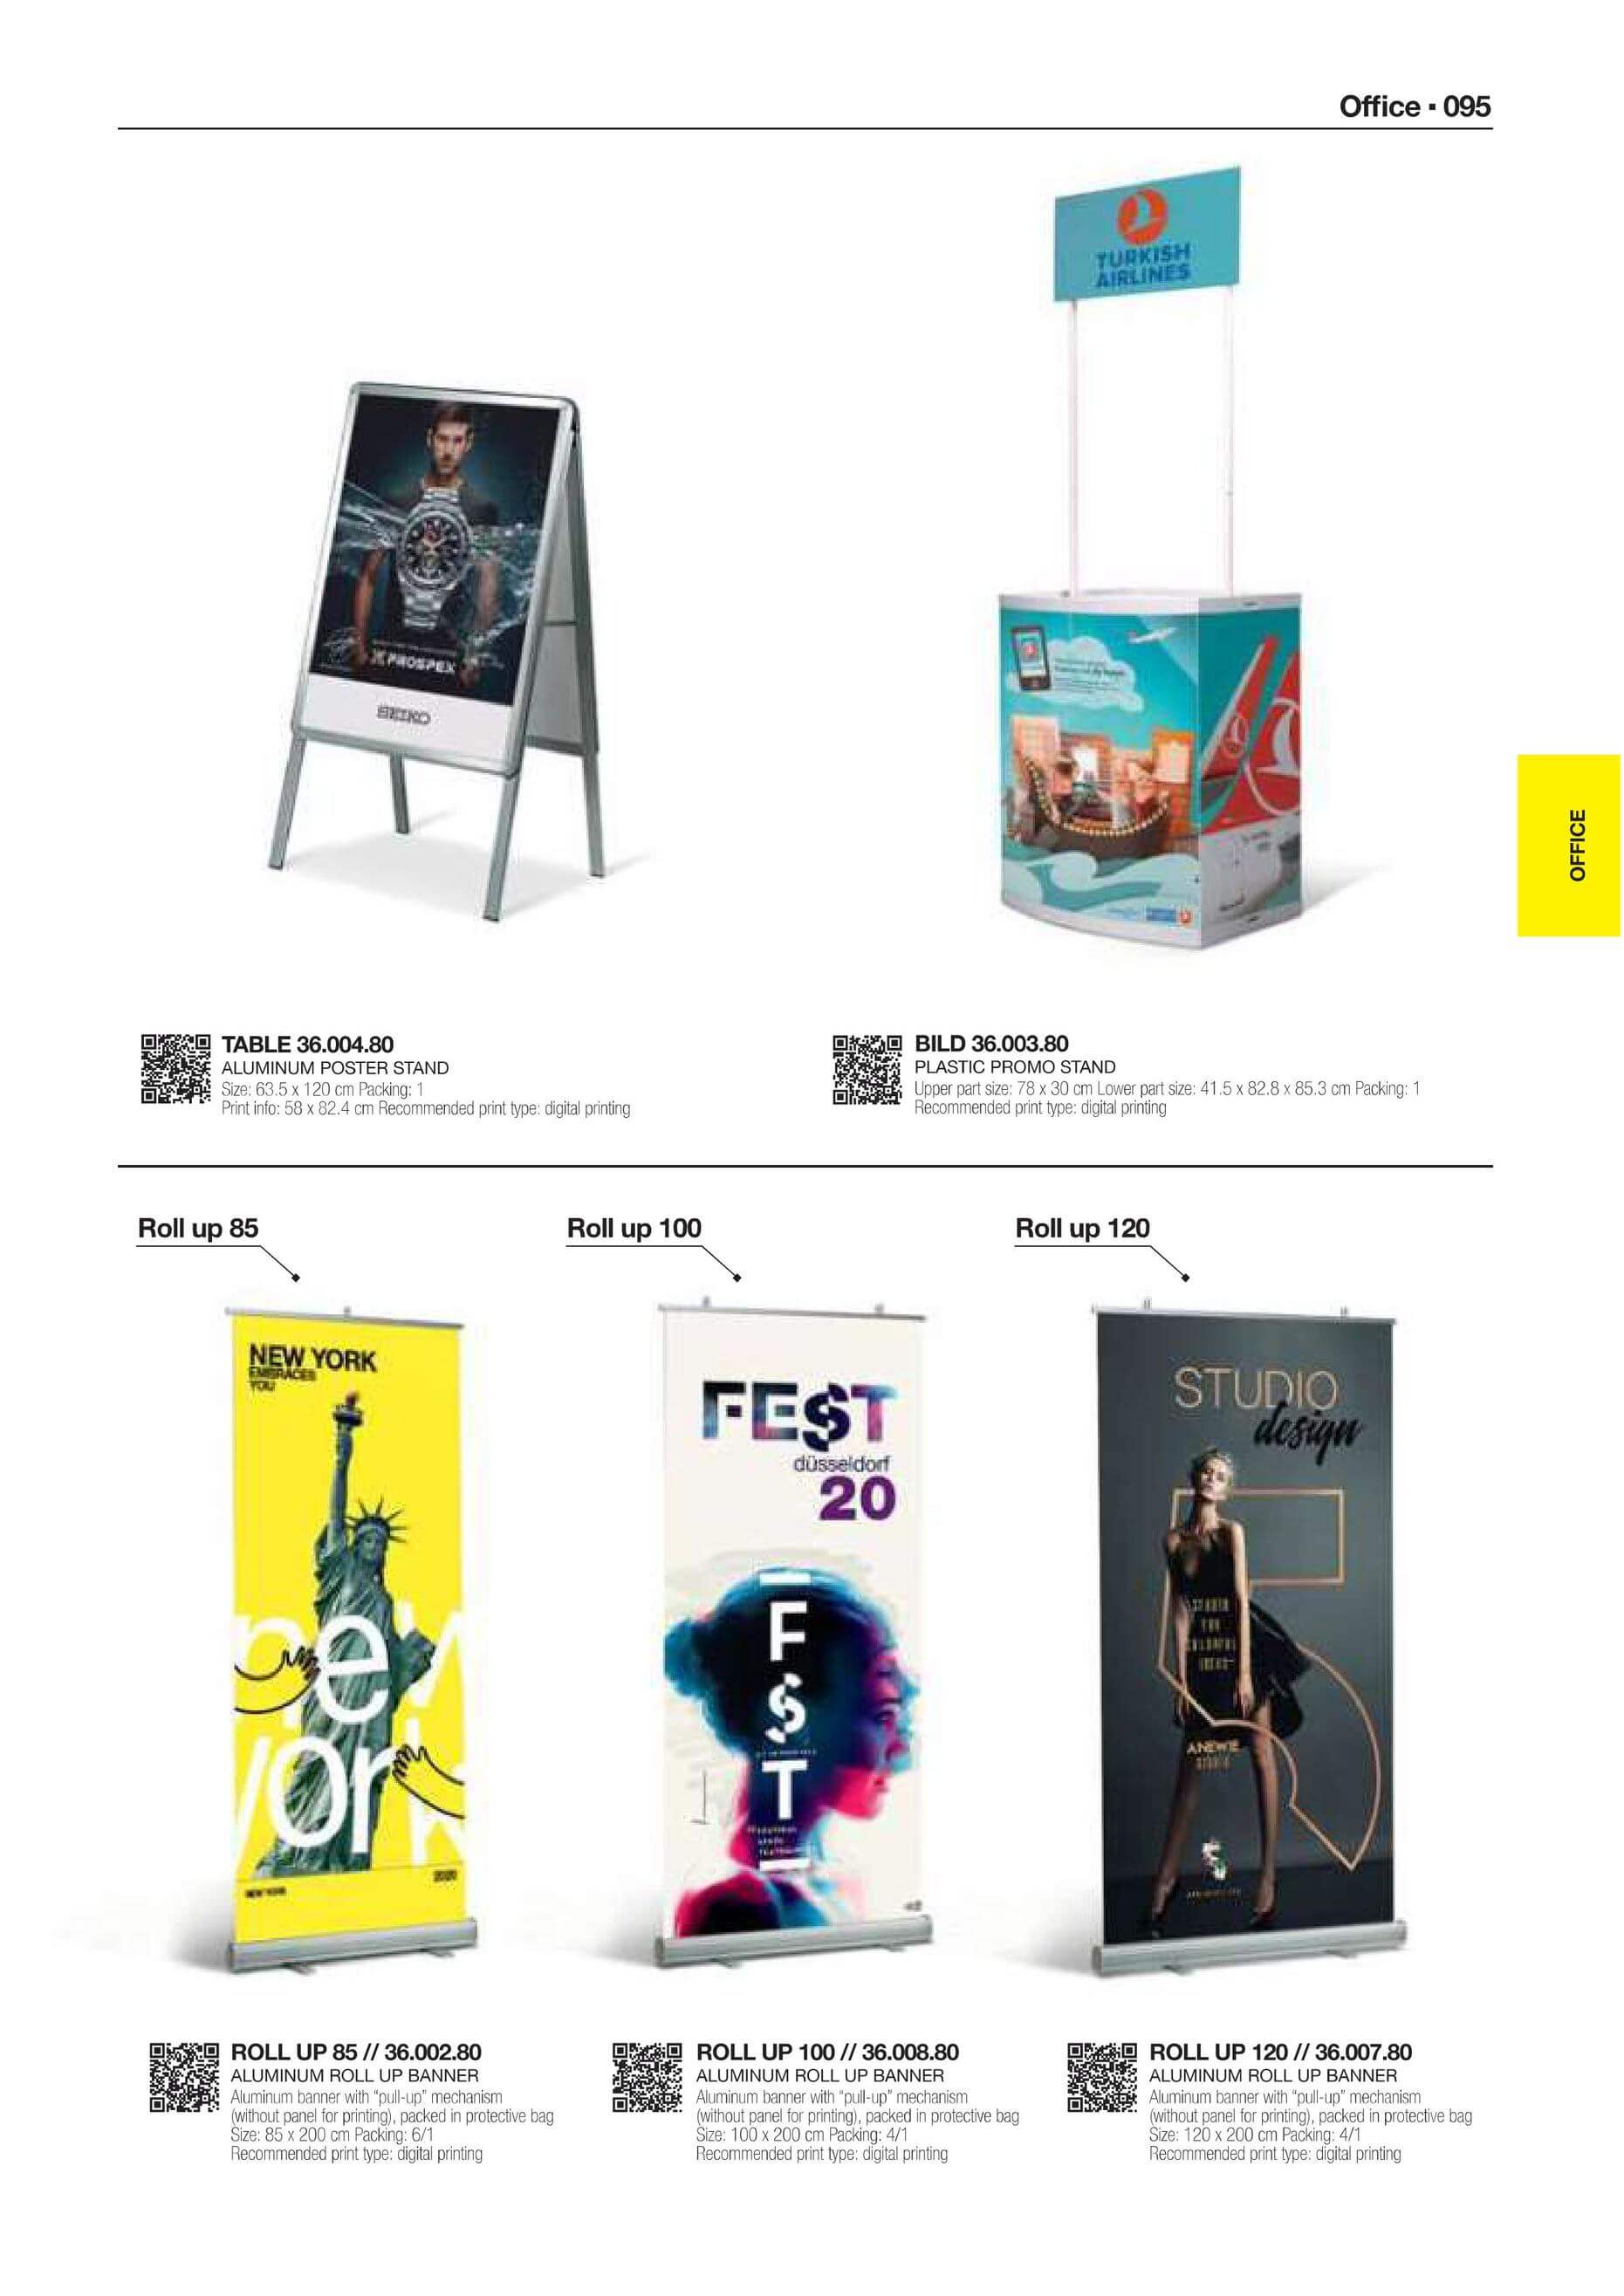 Office ▪ 095
TURKISH
AIRLINES
PROSPEX
SEIKO
OFFICE
TABLE 36.004.80
ALUMINUM POSTER STAND
Size: 63.5 x 120 cm Packing: 1
Print info: 58 x 82.4 cm Recommended print type: digital printing
BILD 36.003.80
PLASTIC PROMO STAND
Upper part size: 78 x 30 cm Lower part size: 41.5 x 82.8 x 85.3 cm Packing: 1
Recommended print type: digital printing
Roll up 85
Roll up 100
Roll up 120
NEW YORK
EMBRACES
YOU
new
york
NEW YORK
2020
FEST
düsseldorf
20
F
S
T
STUDIO
design
ANEWE
STUDIO
ROLL UP 85 // 36.002.80
ALUMINUM ROLL UP BANNER
Aluminum banner with “pull-up” mechanism
(without panel for printing), packed in protective bag
Size: 85 x 200 cm Packing: 6/1
Recommended print type: digital printing
ROLL UP 100 // 36.008.80
ALUMINUM ROLL UP BANNER
Aluminum banner with “pull-up” mechanism
(without panel for printing), packed in protective bag
Size: 100 x 200 cm Packing: 4/1
Recommended print type: digital printing
ROLL UP 120 // 36.007.80
ALUMINUM ROLL UP BANNER
Aluminum banner with “pull-up” mechanism
(without panel for printing), packed in protective bag
Size: 120 x 200 cm Packing: 4/1
Recommended print type: digital printing